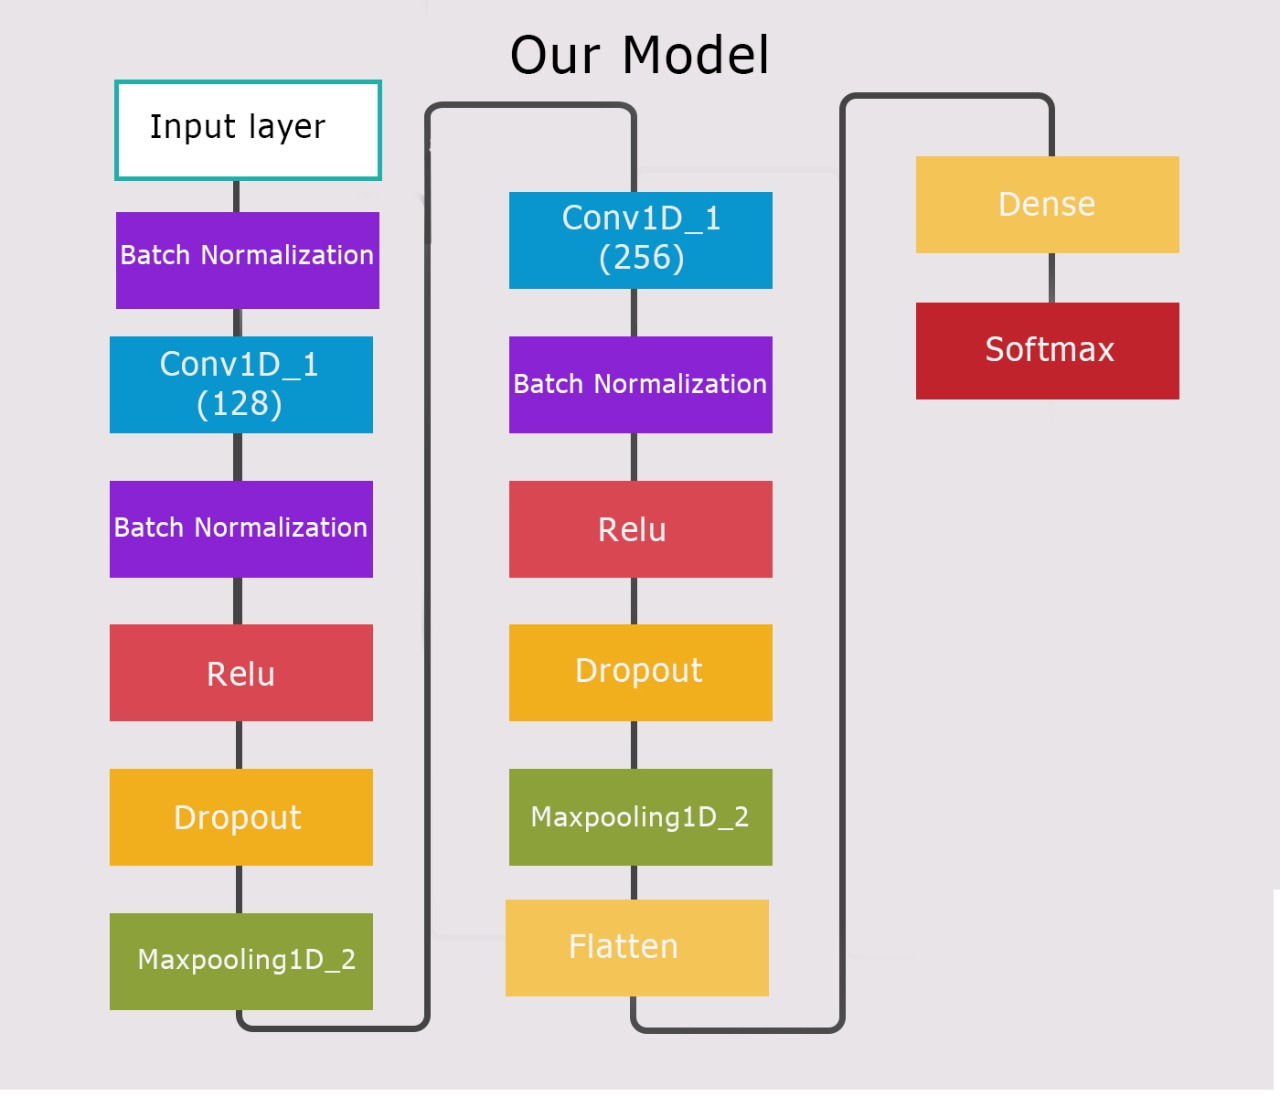 Our Model
Input layer
Batch Normalization
Conv1D_1
(128)
Batch Normalization
Relu
Dropout
Maxpooling1D_2
Conv1D_1
(256)
Batch Normalization
Relu
Dropout
Maxpooling1D_2
Flatten
Dense
Softmax